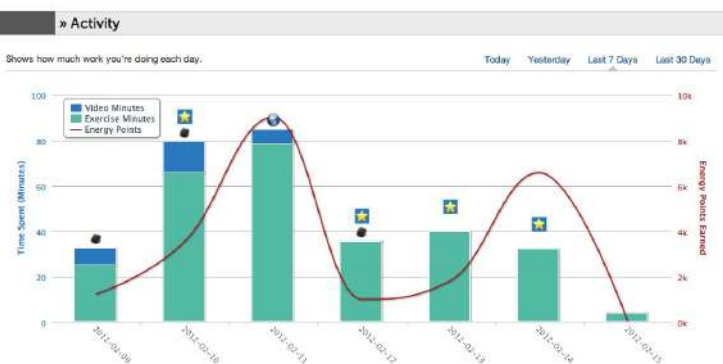 » Activity
Shows how much work you're doing each day.
Today Yesterday Last 7 Days Last 30 Days
100 10k
Video Minutes
Exercise Minutes
Energy Points
80 8k
60 6k
40 4k
20 2k
0 0k
Time Spent (Minutes)
Energy Points Earned
2012-02-09 2012-02-10 2012-02-11 2012-02-12 2012-02-13 2012-02-14 2012-02-15